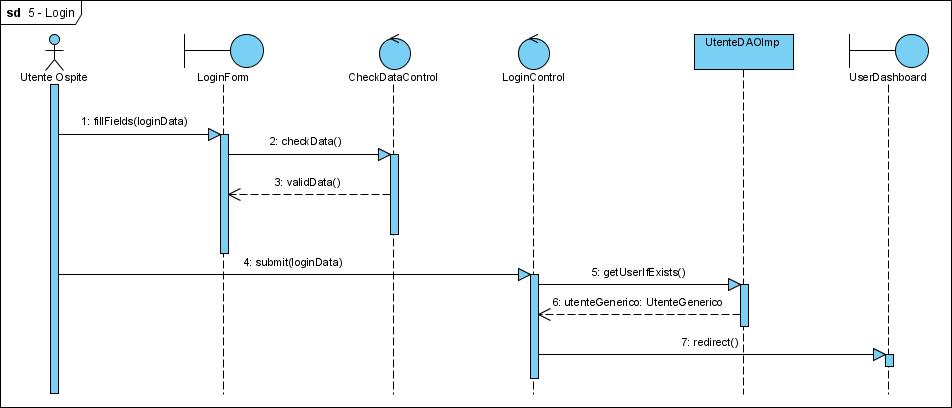 sd 5 - Login
Utente Ospite
LoginForm
CheckDataControl
LoginControl
UtenteDAOImp
UserDashboard
1: fillFields(loginData)
2: checkData()
3: validData()
4: submit(loginData)
5: getUserIfExists()
6: utenteGenerico: UtenteGenerico
7: redirect()